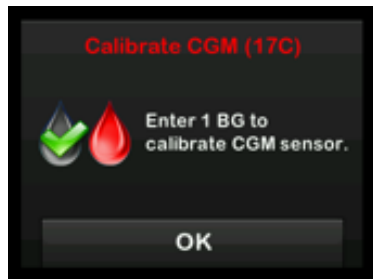 Calibrate CGM (17C)
Enter 1 BG to
calibrate CGM sensor.
OK